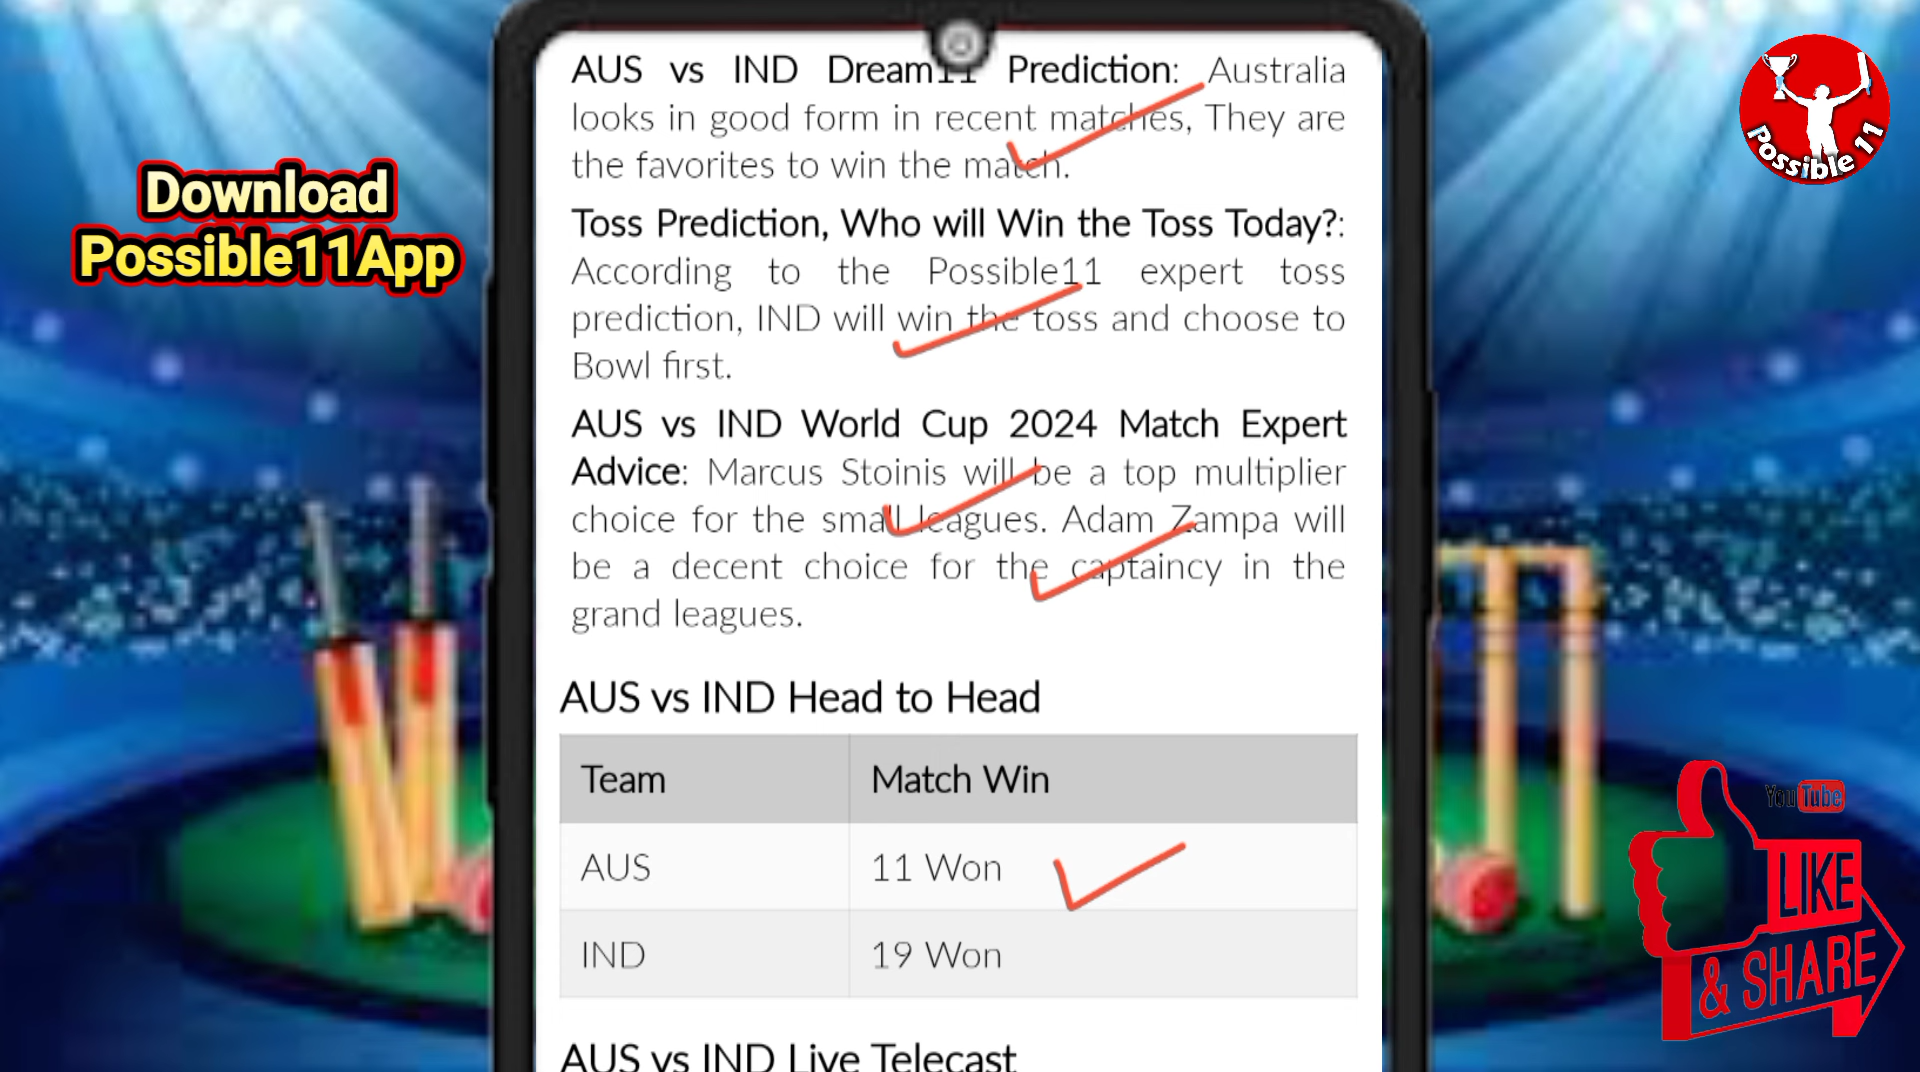 AUS vs IND Dream11 Prediction: Australia
looks in good form in recent matches, They are
the favorites to win the match.
Toss Prediction, Who will Win the Toss Today?:
According to the Possible11 expert toss
prediction, IND will win the toss and choose to
Bowl first.
AUS vs IND World Cup 2024 Match Expert
Advice: Marcus Stoinis will be a top multiplier
choice for the small leagues. Adam Zampa will
be a decent choice for the captaincy in the
grand leagues.
AUS vs IND Head to Head
Team Match Win
AUS 11 Won
IND 19 Won
AUS vs IND Live Telecast
Download
Possible11App
Possible 11
YouTube
LIKE
& SHARE